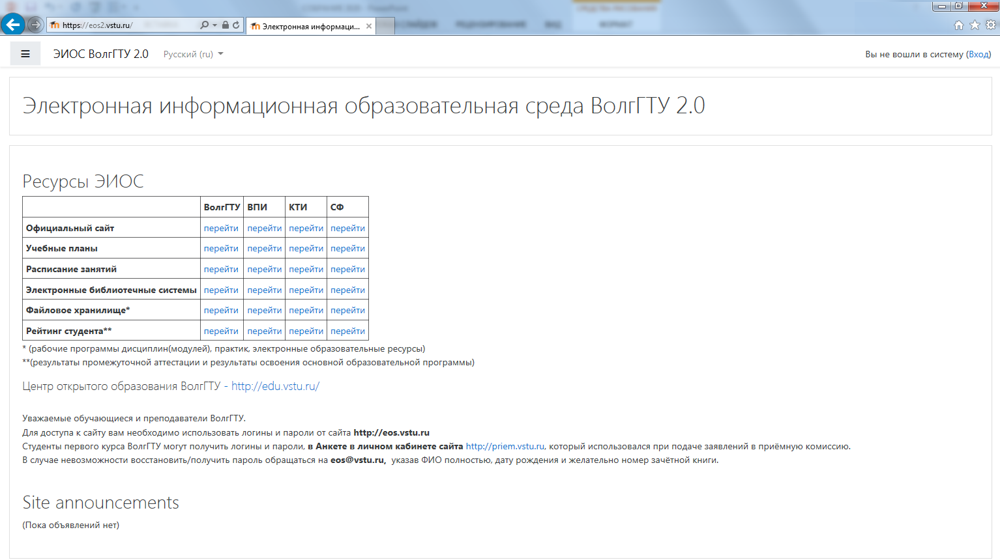 https://eos2.vstu.ru/
Электронная информаци...
ЭИОС ВолгГТУ 2.0 Русский (ru)
Вы не вошли в систему (Вход)
Электронная информационная образовательная среда ВолгГТУ 2.0
Ресурсы ЭИОС
ВолгГТУ ВПИ КТИ СФ
Официальный сайт перейти перейти перейти перейти
Учебные планы перейти перейти перейти перейти
Расписание занятий перейти перейти перейти перейти
Электронные библиотечные системы перейти перейти перейти перейти
Файловое хранилище* перейти перейти перейти перейти
Рейтинг студента** перейти перейти перейти перейти
* (рабочие программы дисциплин(модулей), практик, электронные образовательные ресурсы)
**(результаты промежуточной аттестации и результаты освоения основной образовательной программы)
Центр открытого образования ВолгГТУ - http://edu.vstu.ru/
Уважаемые обучающиеся и преподаватели ВолгГТУ.
Для доступа к сайту вам необходимо использовать логины и пароли от сайта http://eos.vstu.ru
Студенты первого курса ВолгГТУ могут получить логины и пароли, в Анкете в личном кабинете сайта http://priem.vstu.ru, который использовался при подаче заявлений в приёмную комиссию.
В случае невозможности восстановить/получить пароль обращаться на eos@vstu.ru, указав ФИО полностью, дату рождения и желательно номер зачётной книги.
Site announcements
(Пока объявлений нет)